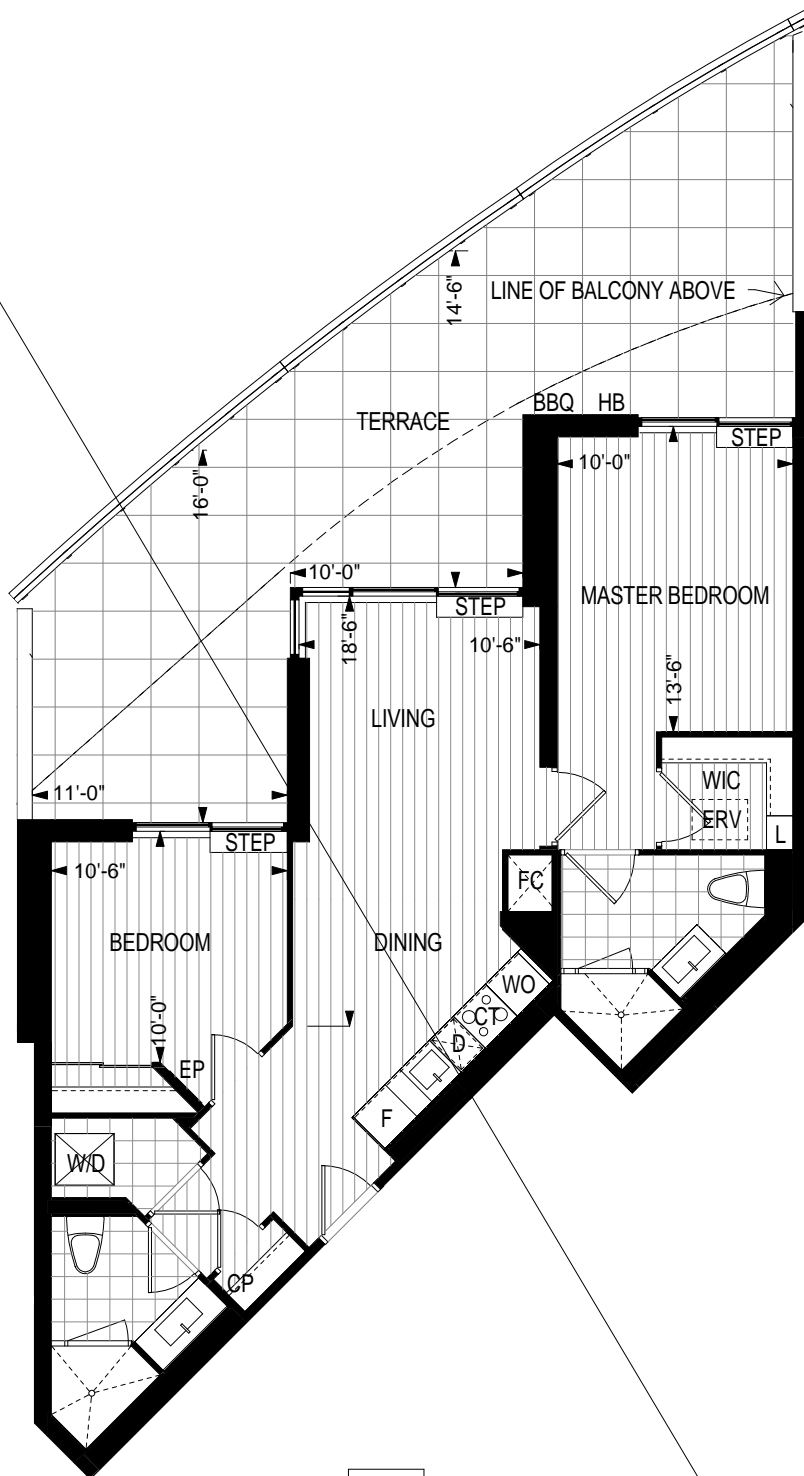 14'-6"
LINE OF BALCONY ABOVE
TERRACE
BBQ HB
STEP
10'-0"
16'-0"
10'-0"
STEP
MASTER BEDROOM
18'-6"
10'-6"
13'-6"
LIVING
WIC
ERV
L
11'-0"
STEP
10'-6"
FC
BEDROOM
DINING
WO
CT
D
10'-0"
EP
F
W/D
CP